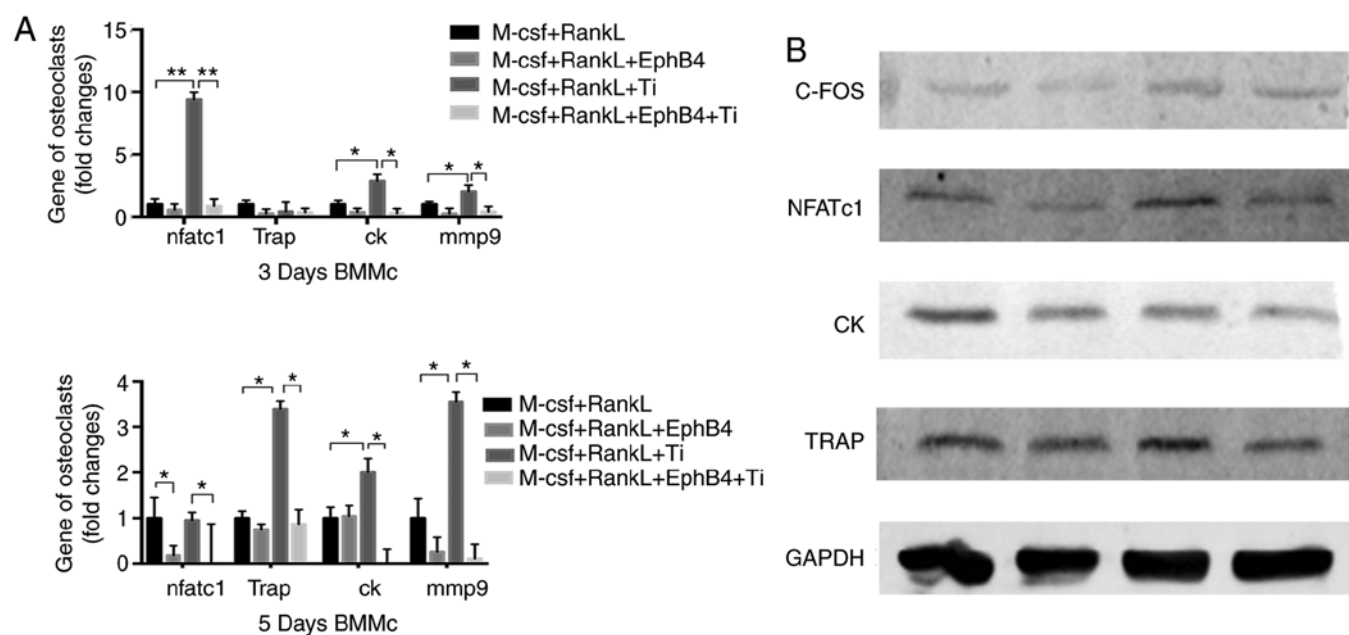 A
Gene of osteoclasts
(fold changes)
15
10
5
0
** **
* *
* *
M-csf+RankL
M-csf+RankL+EphB4
M-csf+RankL+Ti
M-csf+RankL+EphB4+Ti
nfatc1 Trap ck mmp9
3 Days BMMc
Gene of osteoclasts
(fold changes)
4
3
2
1
0
* *
* *
* *
* *
M-csf+RankL
M-csf+RankL+EphB4
M-csf+RankL+Ti
M-csf+RankL+EphB4+Ti
nfatc1 Trap ck mmp9
5 Days BMMc
B
C-FOS
NFATc1
CK
TRAP
GAPDH